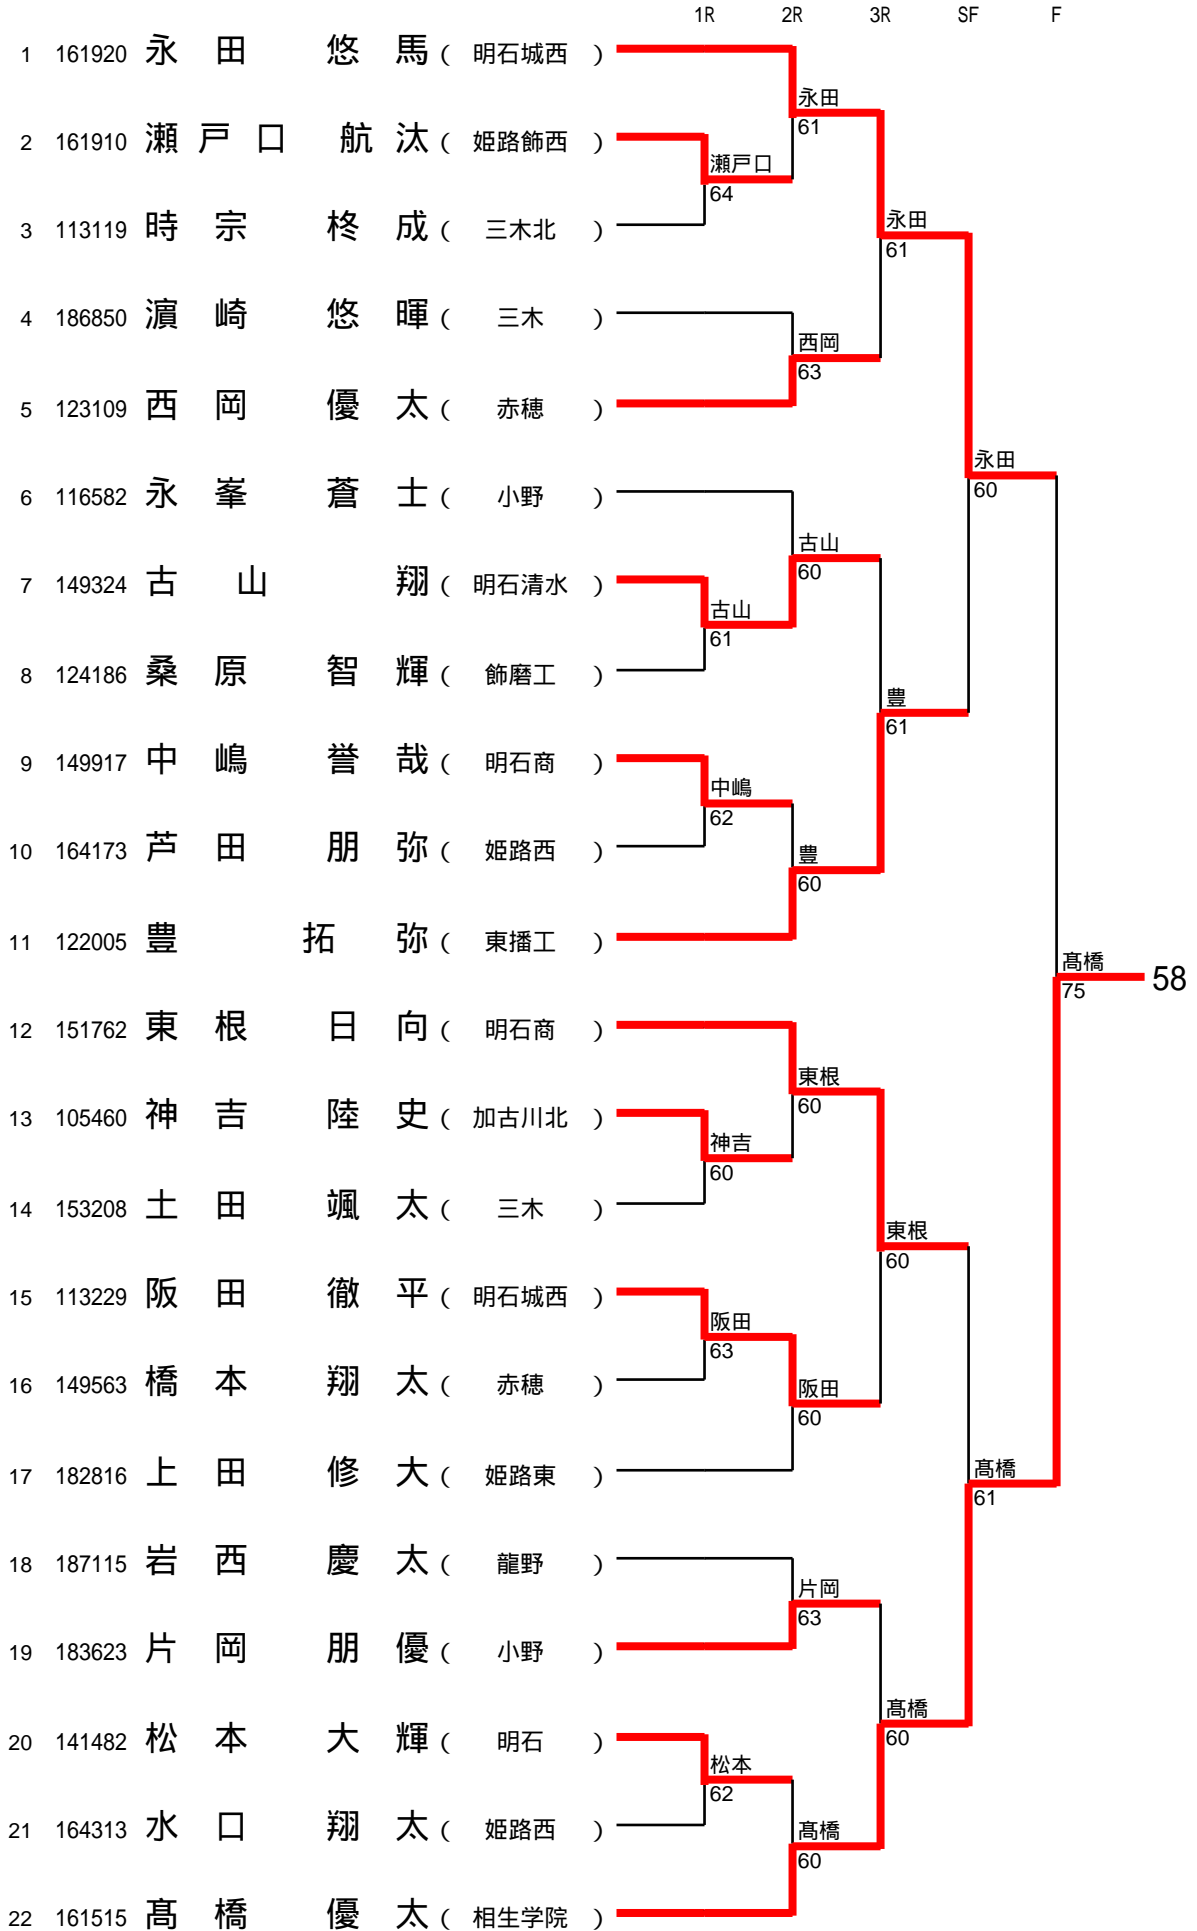 1R 2R 3R SF F
1 161920 永田 悠馬 ( 明石城西 )
永田
61
2 161910 瀬戸口 航汰 ( 姫路飾西 )
瀬戸口
64
3 113119 時宗 柊成 ( 三木北 )
永田
61
4 186850 濵崎 悠暉 ( 三木 )
西岡
63
5 123109 西岡 優太 ( 赤穂 )
永田
60
6 116582 永峯 蒼士 ( 小野 )
古山
60
7 149324 古山 翔 ( 明石清水 )
古山
61
8 124186 桑原 智輝 ( 飾磨工 )
豊
61
9 149917 中嶋 誉哉 ( 明石商 )
中嶋
62
10 164173 芦田 朋弥 ( 姫路西 )
豊
60
11 122005 豊 拓弥 ( 東播工 )
髙橋 58
75
12 151762 東根 日向 ( 明石商 )
東根
60
13 105460 神吉 陸史 ( 加古川北 )
神吉
60
14 153208 土田 颯太 ( 三木 )
東根
60
15 113229 阪田 徹平 ( 明石城西 )
阪田
63
16 149563 橋本 翔太 ( 赤穂 )
阪田
60
17 182816 上田 修大 ( 姫路東 )
髙橋
61
18 187115 岩西 慶太 ( 龍野 )
片岡
63
19 183623 片岡 朋優 ( 小野 )
髙橋
60
20 141482 松本 大輝 ( 明石 )
松本
62
21 164313 水口 翔太 ( 姫路西 )
髙橋
60
22 161515 髙橋 優太 ( 相生学院 )